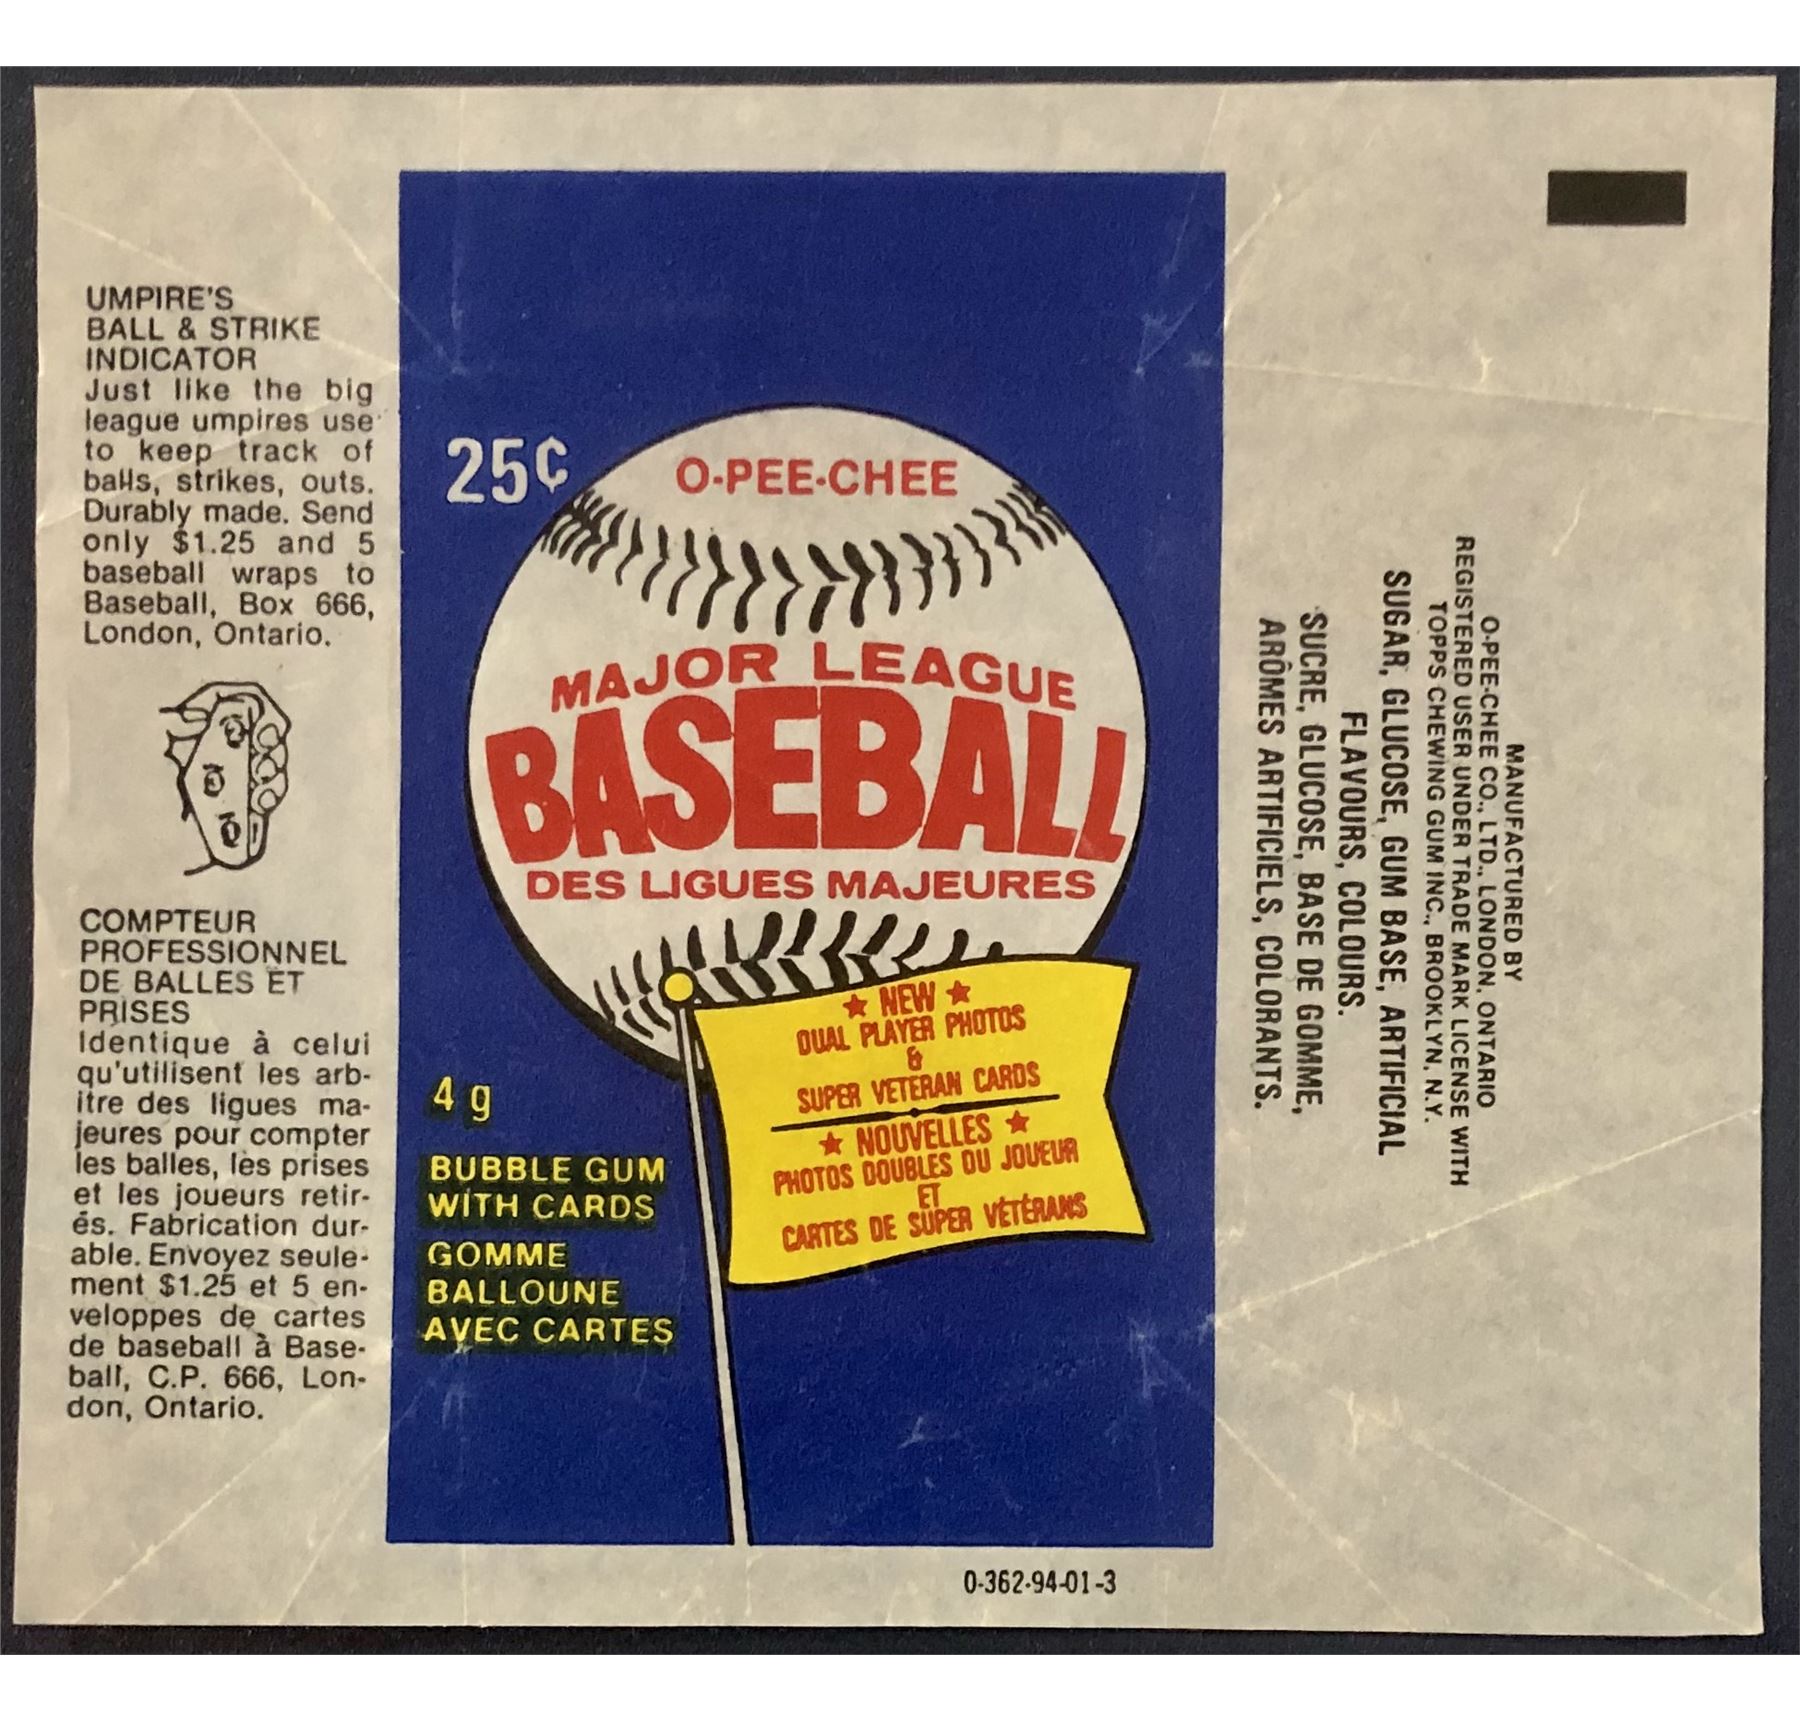 UMPIRE'S
BALL & STRIKE
INDICATOR
Just like the big
league umpires use
to keep track of
balls, strikes, outs.
Durably made. Send
only $1.25 and 5
baseball wraps to
Baseball, Box 666,
London, Ontario.
COMPTEUR
PROFESSIONNEL
DE BALLES ET
PRISES
Identique à celui
qu'utilisent les arb-
itre des ligues ma-
jeures pour compter
les balles, les prises
et les joueurs retir-
és. Fabrication dur-
able. Envoyez seule-
ment $1.25 et 5 en-
veloppes de cartes
de baseball à Base-
ball, C.P. 666, Lon-
don, Ontario.
25¢
O-PEE-CHEE
MAJOR LEAGUE
BASEBALL
DES LIGUES MAJEURES
★ NEW ★
DUAL PLAYER PHOTOS
&
SUPER VETERAN CARDS
★ NOUVELLES ★
PHOTOS DOUBLES DU JOUEUR
ET
CARTES DE SUPER VÉTÉRANS
4 g
BUBBLE GUM
WITH CARDS
GOMME
BALLOUNE
AVEC CARTES
0-362-94-01-3
MANUFACTURED BY
O-PEE-CHEE CO., LTD., LONDON, ONTARIO
REGISTERED USER UNDER TRADE MARK LICENSE WITH
TOPPS CHEWING GUM INC., BROOKLYN, N.Y.
SUGAR, GLUCOSE, GUM BASE, ARTIFICIAL
FLAVOURS, COLOURS.
SUCRE, GLUCOSE, BASE DE GOMME,
ARÔMES ARTIFICIELS, COLORANTS.